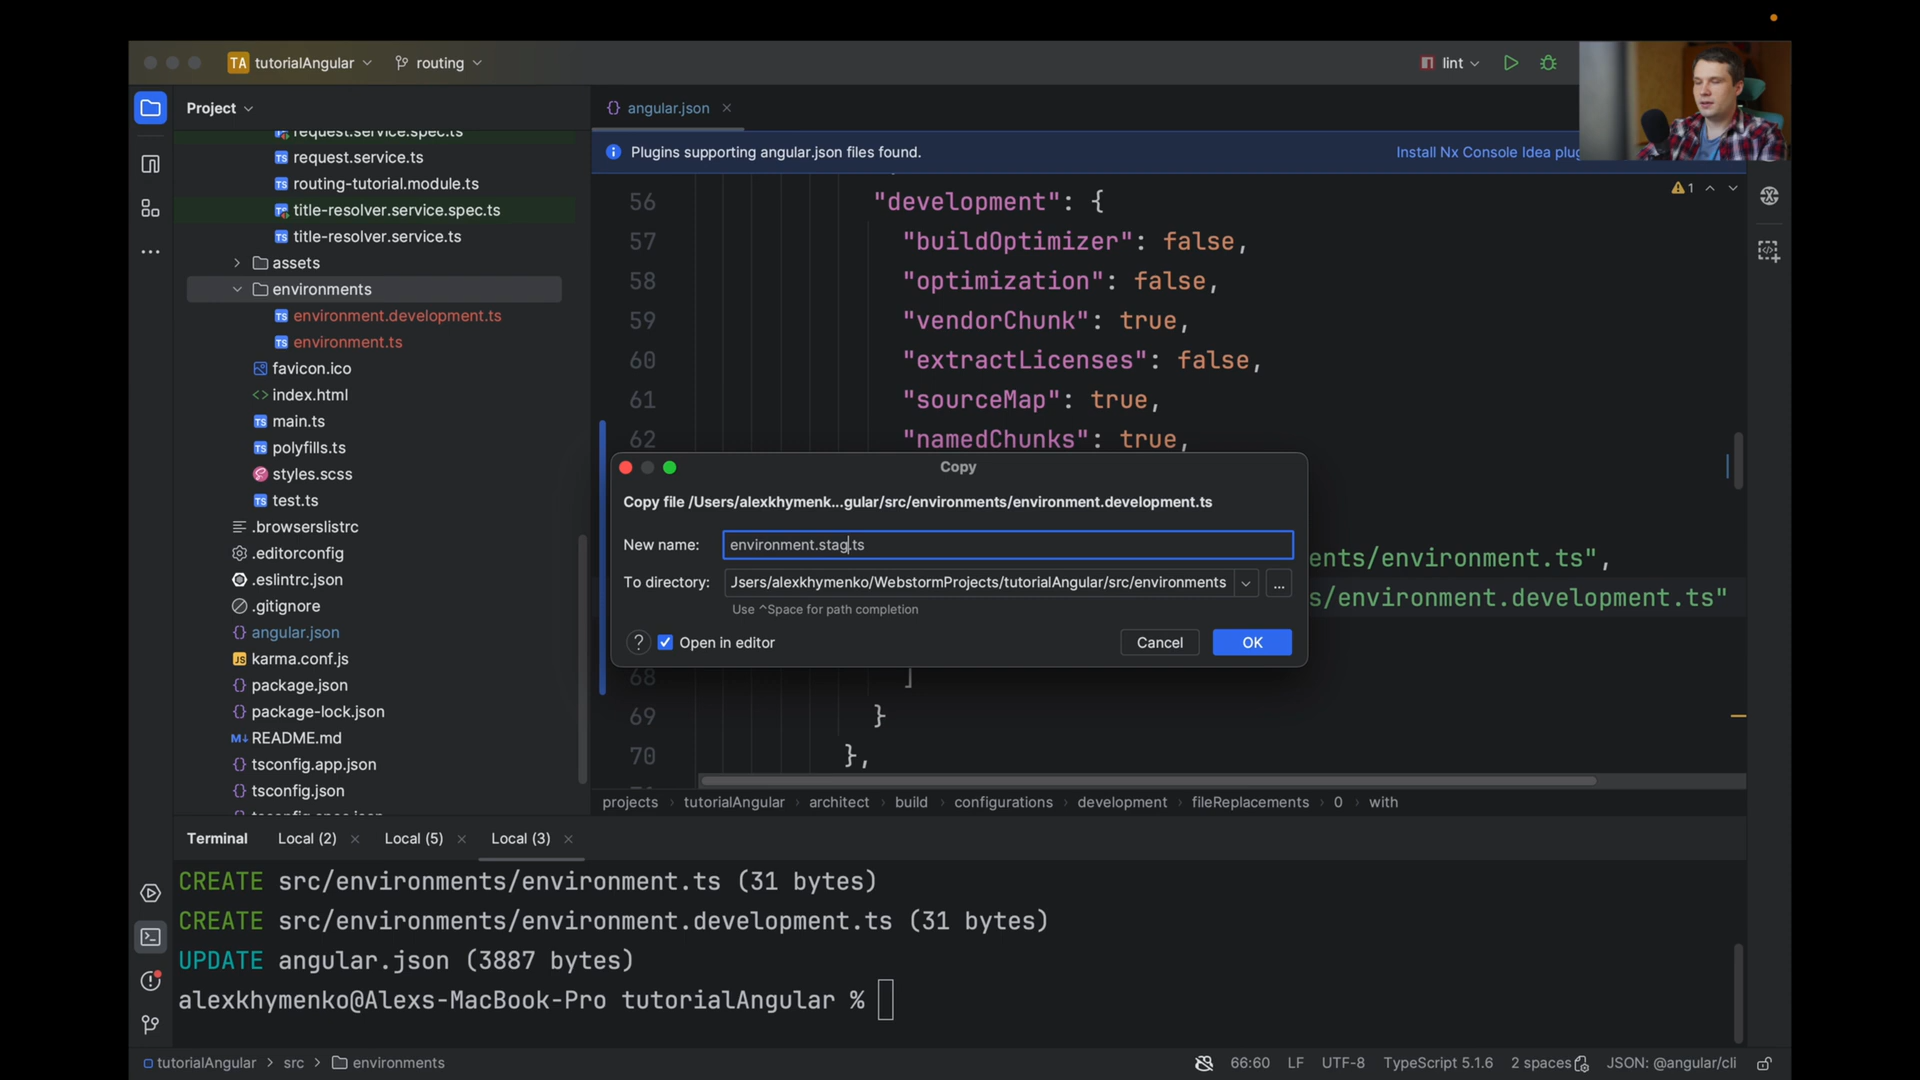 TA tutorialAngular
routing
lint
Project
angular.json
Plugins supporting angular.json files found.
Install Nx Console Idea plug
request.service.spec.ts
request.service.ts
routing-tutorial.module.ts
title-resolver.service.spec.ts
title-resolver.service.ts
assets
environments
environment.development.ts
environment.ts
favicon.ico
index.html
main.ts
polyfills.ts
styles.scss
test.ts
.browserslistrc
.editorconfig
.eslintrc.json
.gitignore
angular.json
karma.conf.js
package.json
package-lock.json
README.md
tsconfig.app.json
tsconfig.json
tsconfig.spec.json
1
56 "development": {
57 "buildOptimizer": false,
58 "optimization": false,
59 "vendorChunk": true,
60 "extractLicenses": false,
61 "sourceMap": true,
62 "namedChunks": true,
nts/environment.ts",
s/environment.development.ts"
68 ]
69 }
70 },
Copy
Copy file /Users/alexkhymenk...gular/src/environments/environment.development.ts
New name: environment.stag.ts
To directory: Jsers/alexkhymenko/WebstormProjects/tutorialAngular/src/environments
Use ^Space for path completion
? Open in editor
Cancel
OK
projects › tutorialAngular › architect › build › configurations › development › fileReplacements › 0 › with
Terminal Local (2) × Local (5) × Local (3) ×
CREATE src/environments/environment.ts (31 bytes)
CREATE src/environments/environment.development.ts (31 bytes)
UPDATE angular.json (3887 bytes)
alexkhymenko@Alexs-MacBook-Pro tutorialAngular %
tutorialAngular > src > environments
66:60 LF UTF-8 TypeScript 5.1.6 2 spaces JSON: @angular/cli